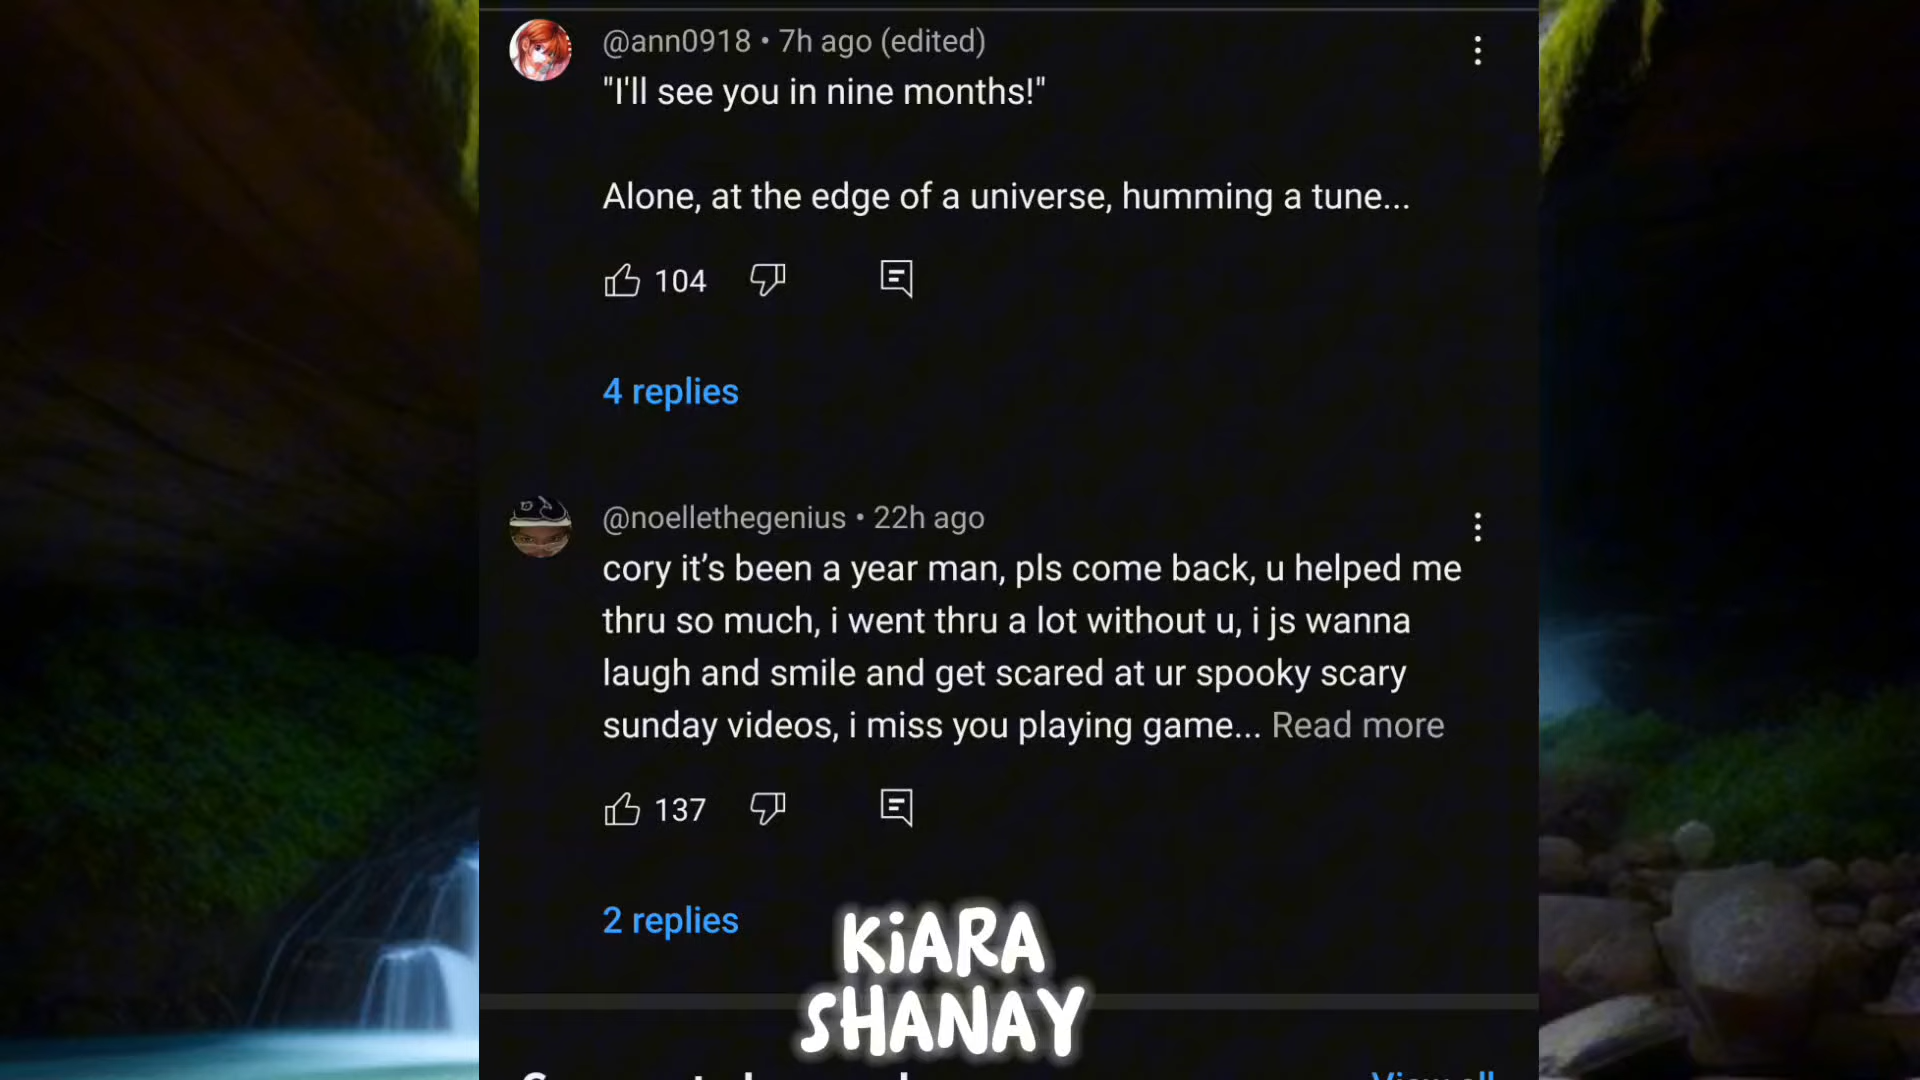 @ann0918 • 7h ago (edited)
"I'll see you in nine months!"
Alone, at the edge of a universe, humming a tune...
104
4 replies
@noellethegenius • 22h ago
cory it’s been a year man, pls come back, u helped me
thru so much, i went thru a lot without u, i js wanna
laugh and smile and get scared at ur spooky scary
sunday videos, i miss you playing game... Read more
137
2 replies
KiARA
SHANAY
View all